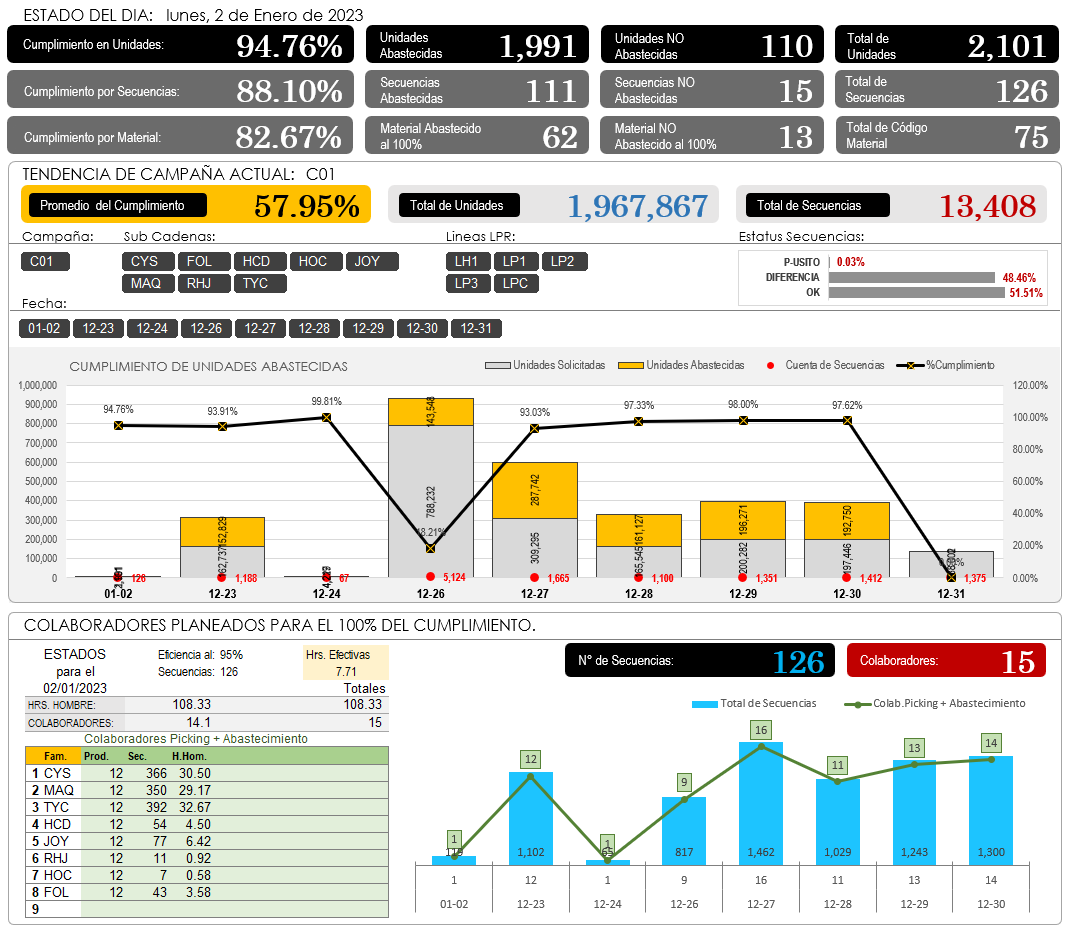 ESTADO DEL DIA: lunes, 2 de Enero de 2023
Cumplimiento en Unidades: 94.76%
Unidades Abastecidas 1,991
Unidades NO Abastecidas 110
Total de Unidades 2,101
Cumplimiento por Secuencias: 88.10%
Secuencias Abastecidas 111
Secuencias NO Abastecidas 15
Total de Secuencias 126
Cumplimiento por Material: 82.67%
Material Abastecido al 100% 62
Material NO Abastecido al 100% 13
Total de Código Material 75
TENDENCIA DE CAMPAÑA ACTUAL: C01
Promedio del Cumplimiento 57.95%
Total de Unidades 1,967,867
Total de Secuencias 13,408
Campaña: Sub Cadenas: Lineas LPR: Estatus Secuencias:
C01
CYS FOL HCD HOC JOY
MAQ RHJ TYC
LH1 LP1 LP2
LP3 LPC
P-USITO 0.03%
DIFERENCIA 48.46%
OK 51.51%
Fecha:
01-02 12-23 12-24 12-26 12-27 12-28 12-29 12-30 12-31
CUMPLIMIENTO DE UNIDADES ABASTECIDAS
Unidades Solicitadas Unidades Abastecidas Cuenta de Secuencias %Cumplimiento
1,000,000
900,000
800,000
700,000
600,000
500,000
400,000
300,000
200,000
100,000
0
120.00%
100.00%
80.00%
60.00%
40.00%
20.00%
0.00%
94.76% 93.91% 99.81% 18.21% 93.03% 97.33% 98.00% 97.62%
152,829 143,548 287,742 161,127 196,271 192,750
162,737 788,232 309,295 165,545 200,282 197,446
126 1,188 67 5,124 1,665 1,100 1,351 1,412 1,375
01-02 12-23 12-24 12-26 12-27 12-28 12-29 12-30 12-31
COLABORADORES PLANEADOS PARA EL 100% DEL CUMPLIMIENTO.
ESTADOS
para el
02/01/2023
Eficiencia al: 95%
Secuencias: 126
Hrs. Efectivas
7.71
Totales
HRS. HOMBRE: 108.33 108.33
COLABORADORES: 14.1 15
Colaboradores Picking + Abastecimiento
Fam. Prod. Sec. H.Hom.
1 CYS 12 366 30.50
2 MAQ 12 350 29.17
3 TYC 12 392 32.67
4 HCD 12 54 4.50
5 JOY 12 77 6.42
6 RHJ 12 11 0.92
7 HOC 12 7 0.58
8 FOL 12 43 3.58
9
N° de Secuencias: 126
Colaboradores: 15
Total de Secuencias Colab.Picking + Abastecimiento
1 12 1 9 16 11 13 14
1,102 65 817 1,462 1,029 1,243 1,300
1 12 1 9 16 11 13 14
01-02 12-23 12-24 12-26 12-27 12-28 12-29 12-30